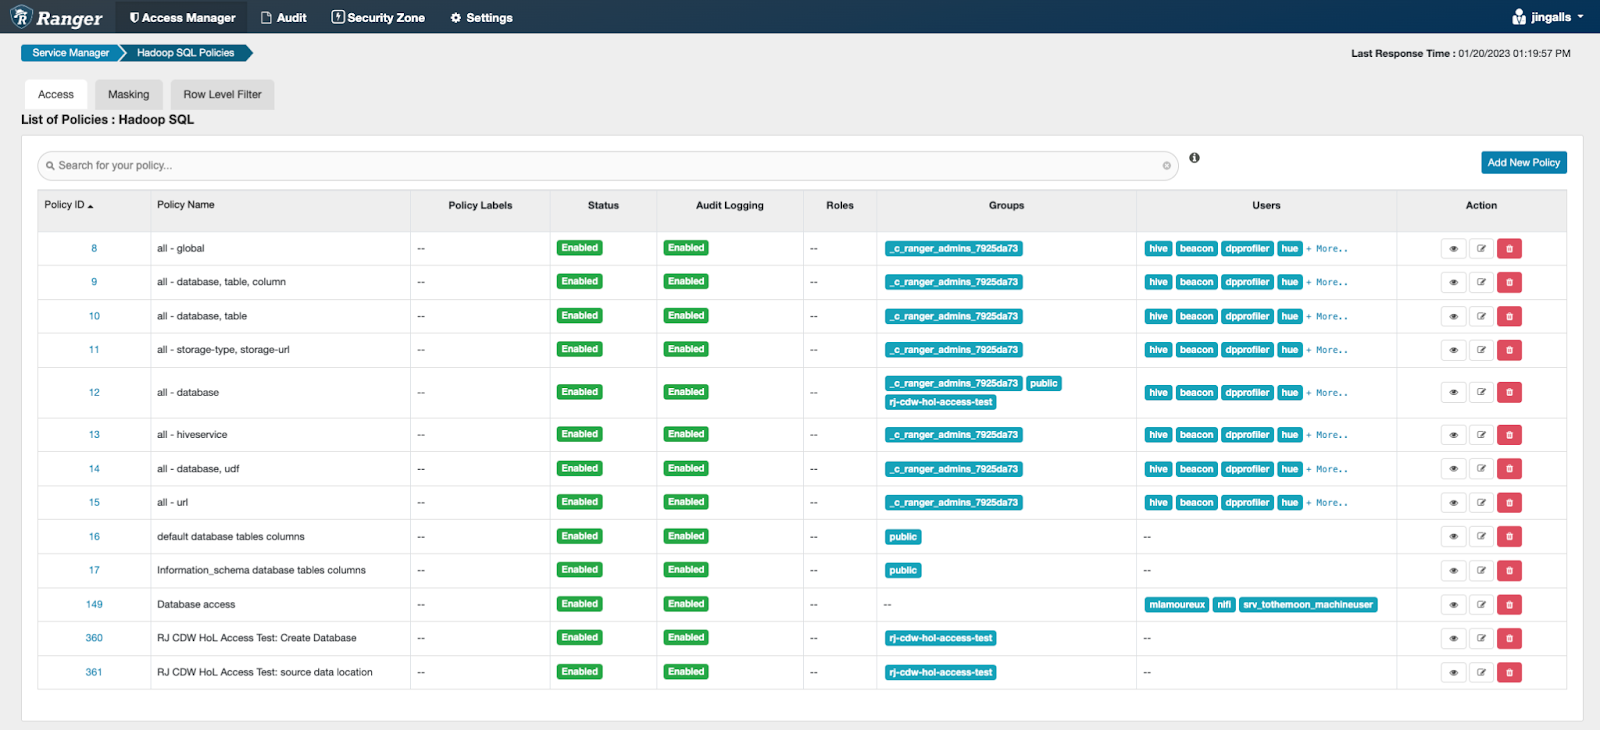 Ranger Access Manager Audit Security Zone Settings jingalls
Service Manager Hadoop SQL Policies Last Response Time : 01/20/2023 01:19:57 PM
Access Masking Row Level Filter
List of Policies : Hadoop SQL
Search for your policy... Add New Policy
Policy ID Policy Name Policy Labels Status Audit Logging Roles Groups Users Action
8 all - global -- Enabled Enabled -- _c_ranger_admins_7925da73 hive beacon dpprofiler hue + More..
9 all - database, table, column -- Enabled Enabled -- _c_ranger_admins_7925da73 hive beacon dpprofiler hue + More..
10 all - database, table -- Enabled Enabled -- _c_ranger_admins_7925da73 hive beacon dpprofiler hue + More..
11 all - storage-type, storage-url -- Enabled Enabled -- _c_ranger_admins_7925da73 hive beacon dpprofiler hue + More..
12 all - database -- Enabled Enabled -- _c_ranger_admins_7925da73 public hive beacon dpprofiler hue + More..
rj-cdw-hol-access-test
13 all - hiveservice -- Enabled Enabled -- _c_ranger_admins_7925da73 hive beacon dpprofiler hue + More..
14 all - database, udf -- Enabled Enabled -- _c_ranger_admins_7925da73 hive beacon dpprofiler hue + More..
15 all - url -- Enabled Enabled -- _c_ranger_admins_7925da73 hive beacon dpprofiler hue + More..
16 default database tables columns -- Enabled Enabled -- public --
17 Information_schema database tables columns -- Enabled Enabled -- public --
149 Database access -- Enabled Enabled -- -- mlamoureux nifi srv_tothemoon_machineuser
360 RJ CDW HoL Access Test: Create Database -- Enabled Enabled -- rj-cdw-hol-access-test --
361 RJ CDW HoL Access Test: source data location -- Enabled Enabled -- rj-cdw-hol-access-test --